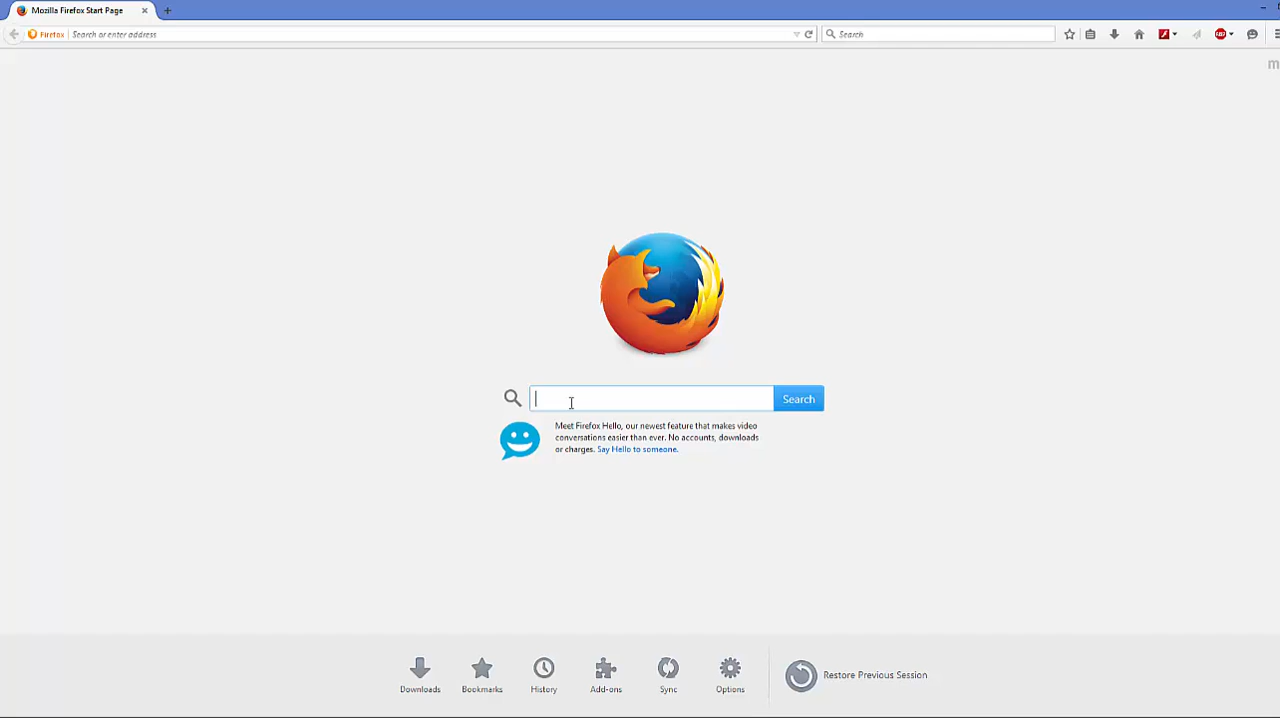 Mozilla Firefox Start Page
Firefox Search or enter address
Search
m
Search
Meet Firefox Hello, our newest feature that makes video
conversations easier than ever. No accounts, downloads
or charges. Say Hello to someone.
Downloads
Bookmarks
History
Add-ons
Sync
Options
Restore Previous Session